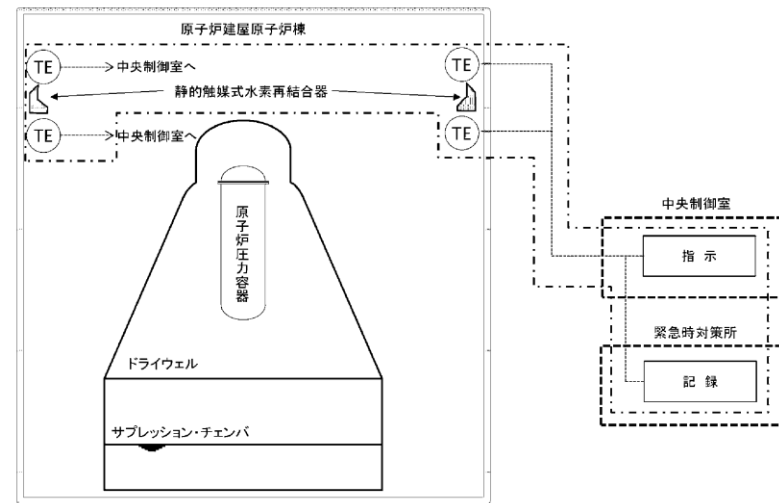 原子炉建屋原子炉棟
TE
中央制御室へ
TE
静的触媒式水素再結合器
TE
中央制御室へ
TE
原子炉圧力容器
中央制御室
指示
緊急時対策所
記録
ドライウェル
サプレッション・チェンバ